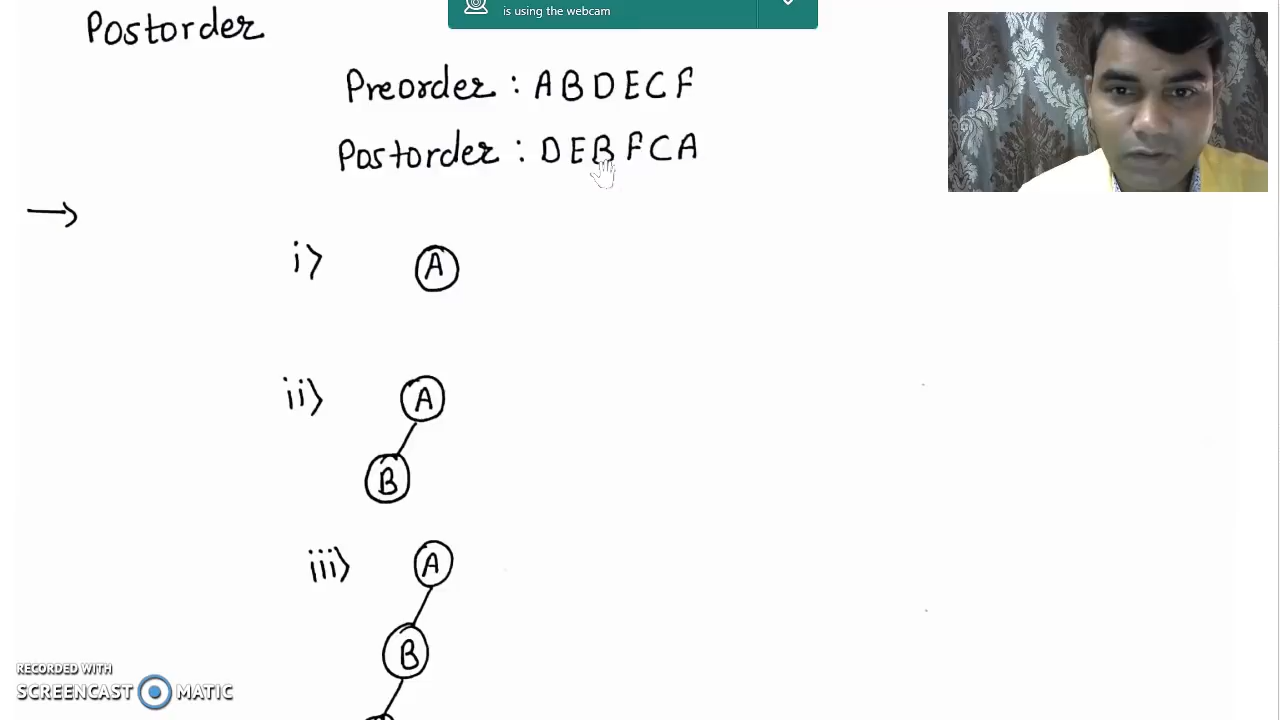 is using the webcam
Postorder
Preorder : A B D E C F
Postorder : D E B F C A
→
i> A
ii> A
B
iii> A
B
RECORDED WITH
SCREENCAST MATIC